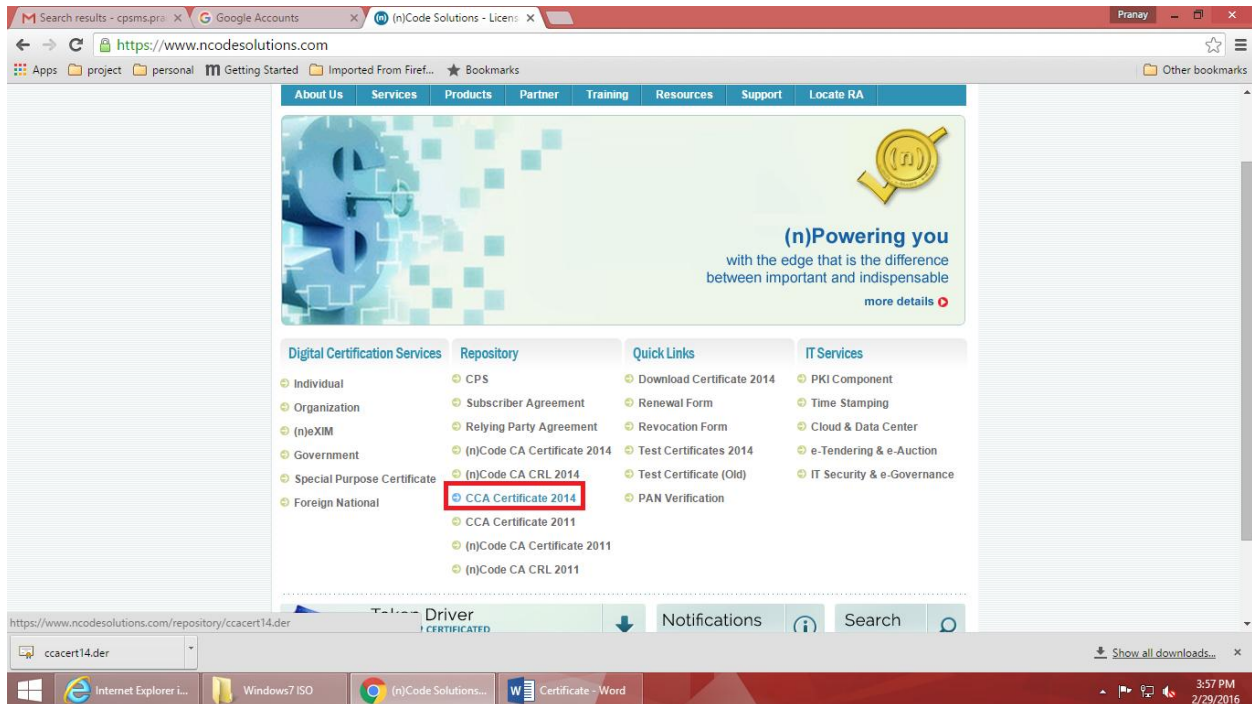 Search results - cpsms.pra
Google Accounts
(n)Code Solutions - Licens
Pranay
https://www.ncodesolutions.com
Apps
project
personal
Getting Started
Imported From Firef...
Bookmarks
Other bookmarks
About Us
Services
Products
Partner
Training
Resources
Support
Locate RA
(n)
(n)Powering you
with the edge that is the difference
between important and indispensable
more details
Digital Certification Services
Individual
Organization
(n)eXIM
Government
Special Purpose Certificate
Foreign National
Repository
CPS
Subscriber Agreement
Relying Party Agreement
(n)Code CA Certificate 2014
(n)Code CA CRL 2014
CCA Certificate 2014
CCA Certificate 2011
(n)Code CA Certificate 2011
(n)Code CA CRL 2011
Quick Links
Download Certificate 2014
Renewal Form
Revocation Form
Test Certificates 2014
Test Certificate (Old)
PAN Verification
IT Services
PKI Component
Time Stamping
Cloud & Data Center
e-Tendering & e-Auction
IT Security & e-Governance
Driver
CERTIFICATED
Notifications
Search
https://www.ncodesolutions.com/repository/ccacert14.der
ccacert14.der
Show all downloads...
Internet Explorer i...
Windows7 ISO
(n)Code Solutions...
Certificate - Word
3:57 PM
2/29/2016